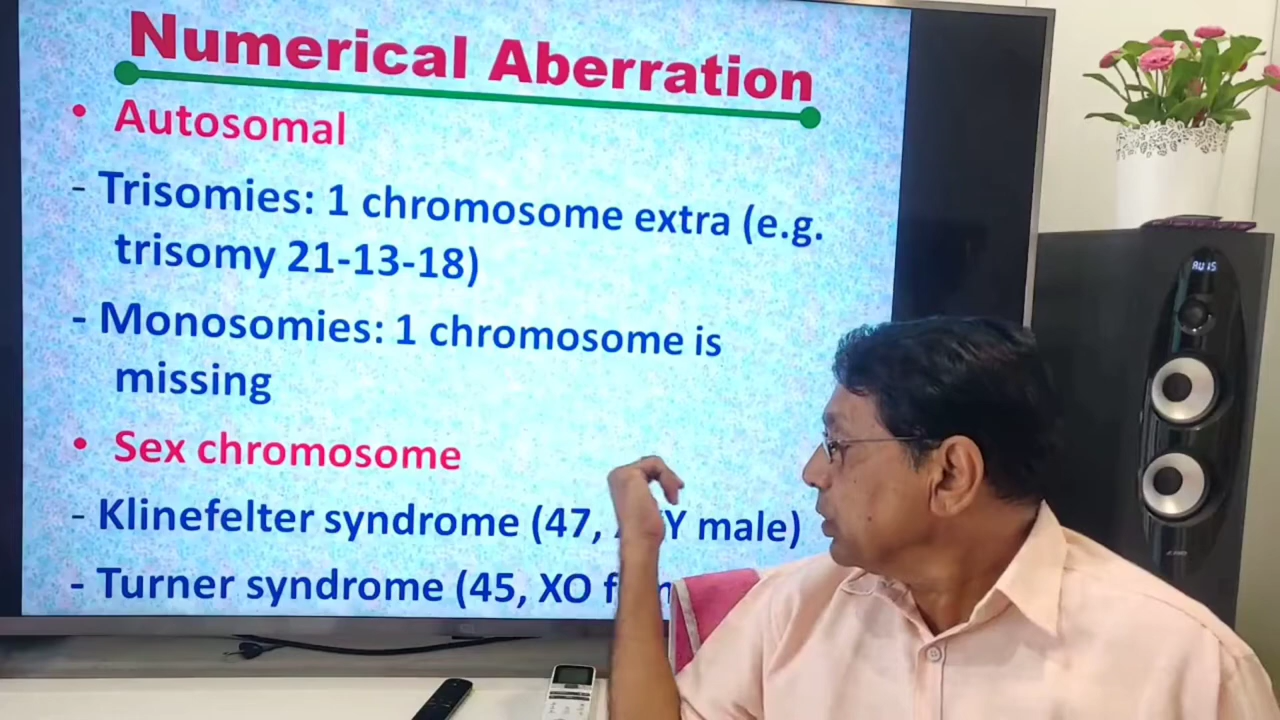 Numerical Aberration
• Autosomal
- Trisomies: 1 chromosome extra (e.g.
trisomy 21-13-18)
- Monosomies: 1 chromosome is
missing
• Sex chromosome
- Klinefelter syndrome (47, male)
- Turner syndrome (45, XO